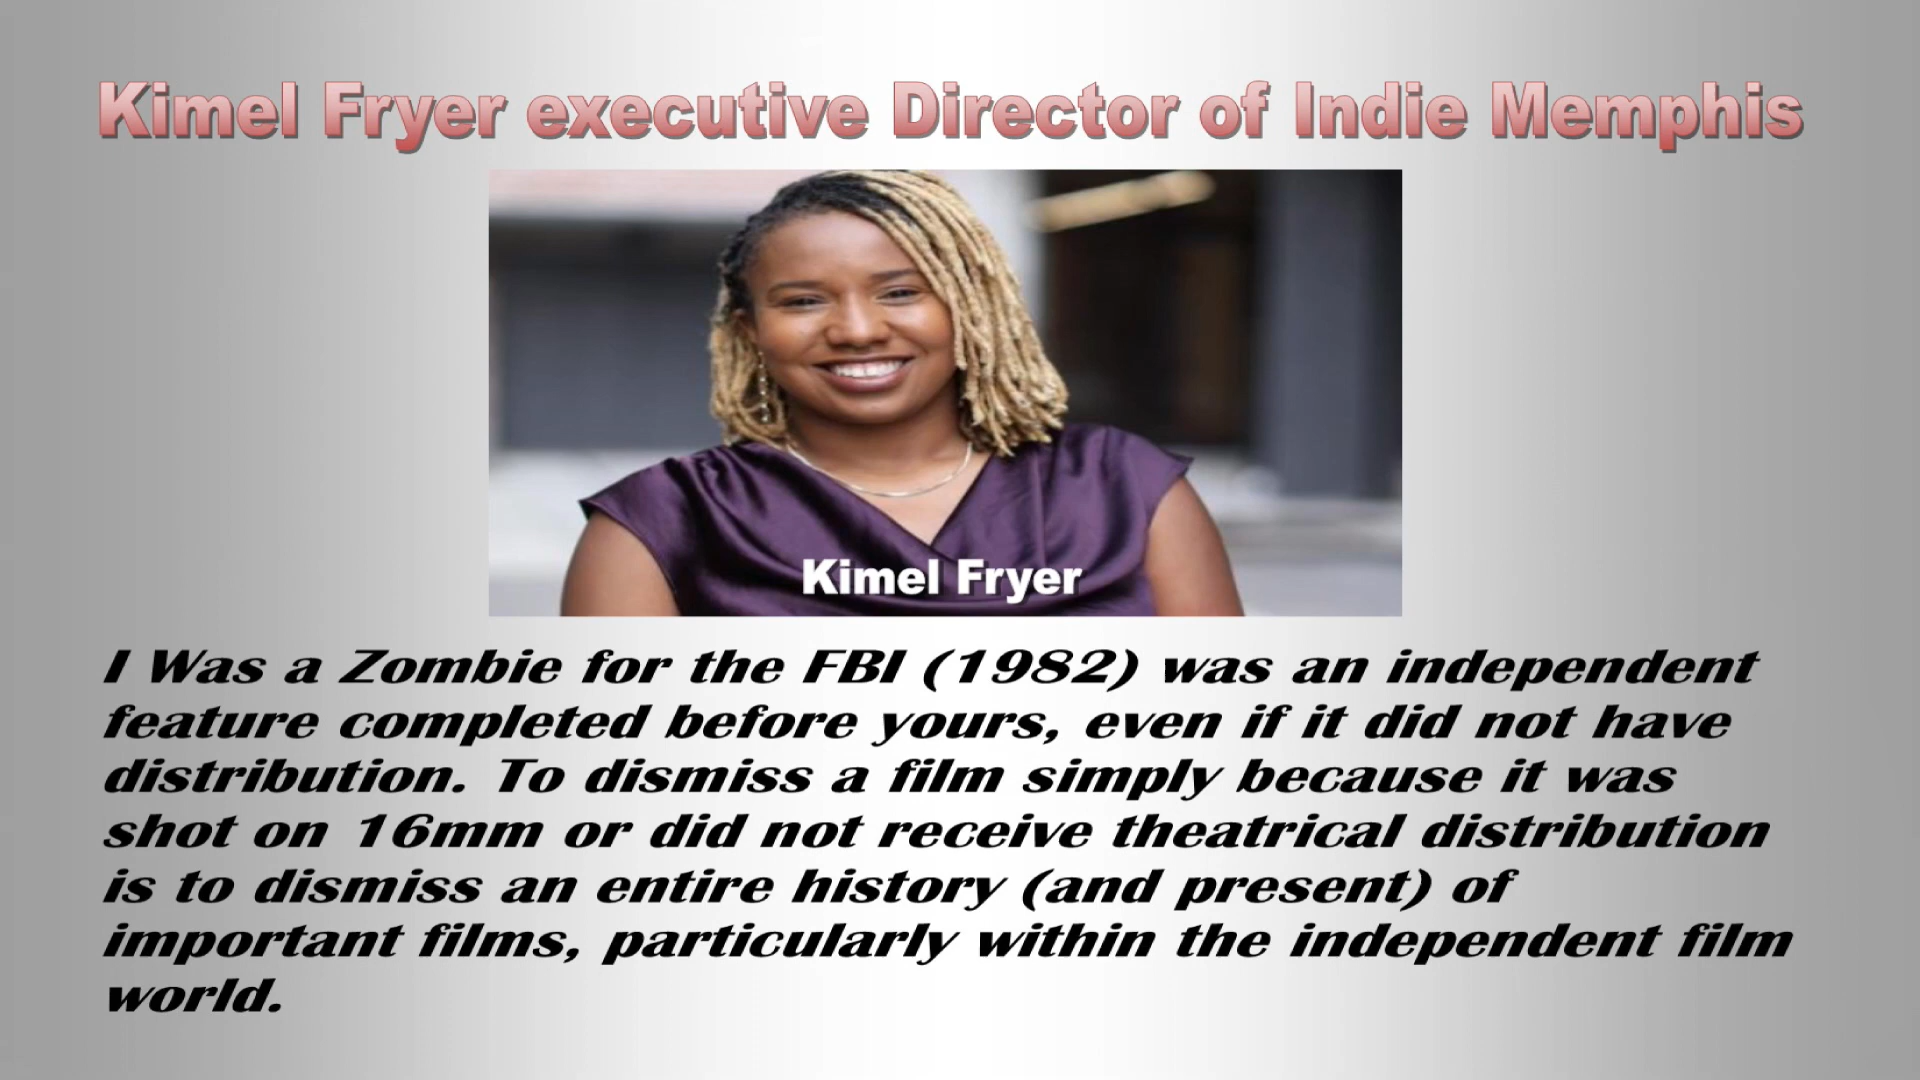 Kimel Fryer executive Director of Indie Memphis
Kimel Fryer
I Was a Zombie for the FBI (1982) was an independent
feature completed before yours, even if it did not have
distribution. To dismiss a film simply because it was
shot on 16mm or did not receive theatrical distribution
is to dismiss an entire history (and present) of
important films, particularly within the independent film
world.